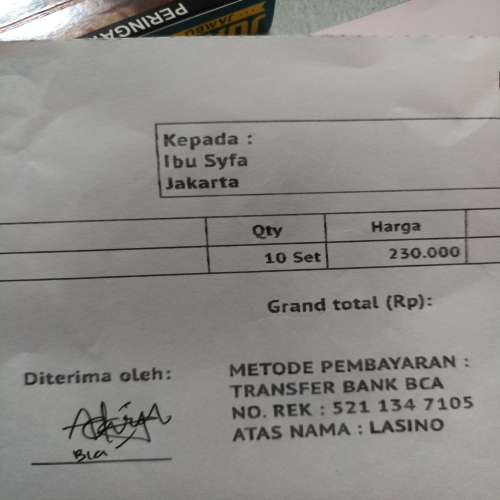 PERINGA
JAMBU
Kepada :
Ibu Syfa
Jakarta
Qty Harga
10 Set 230.000
Grand total (Rp):
Diterima oleh:
METODE PEMBAYARAN :
TRANSFER BANK BCA
NO. REK : 521 134 7105
ATAS NAMA : LASINO